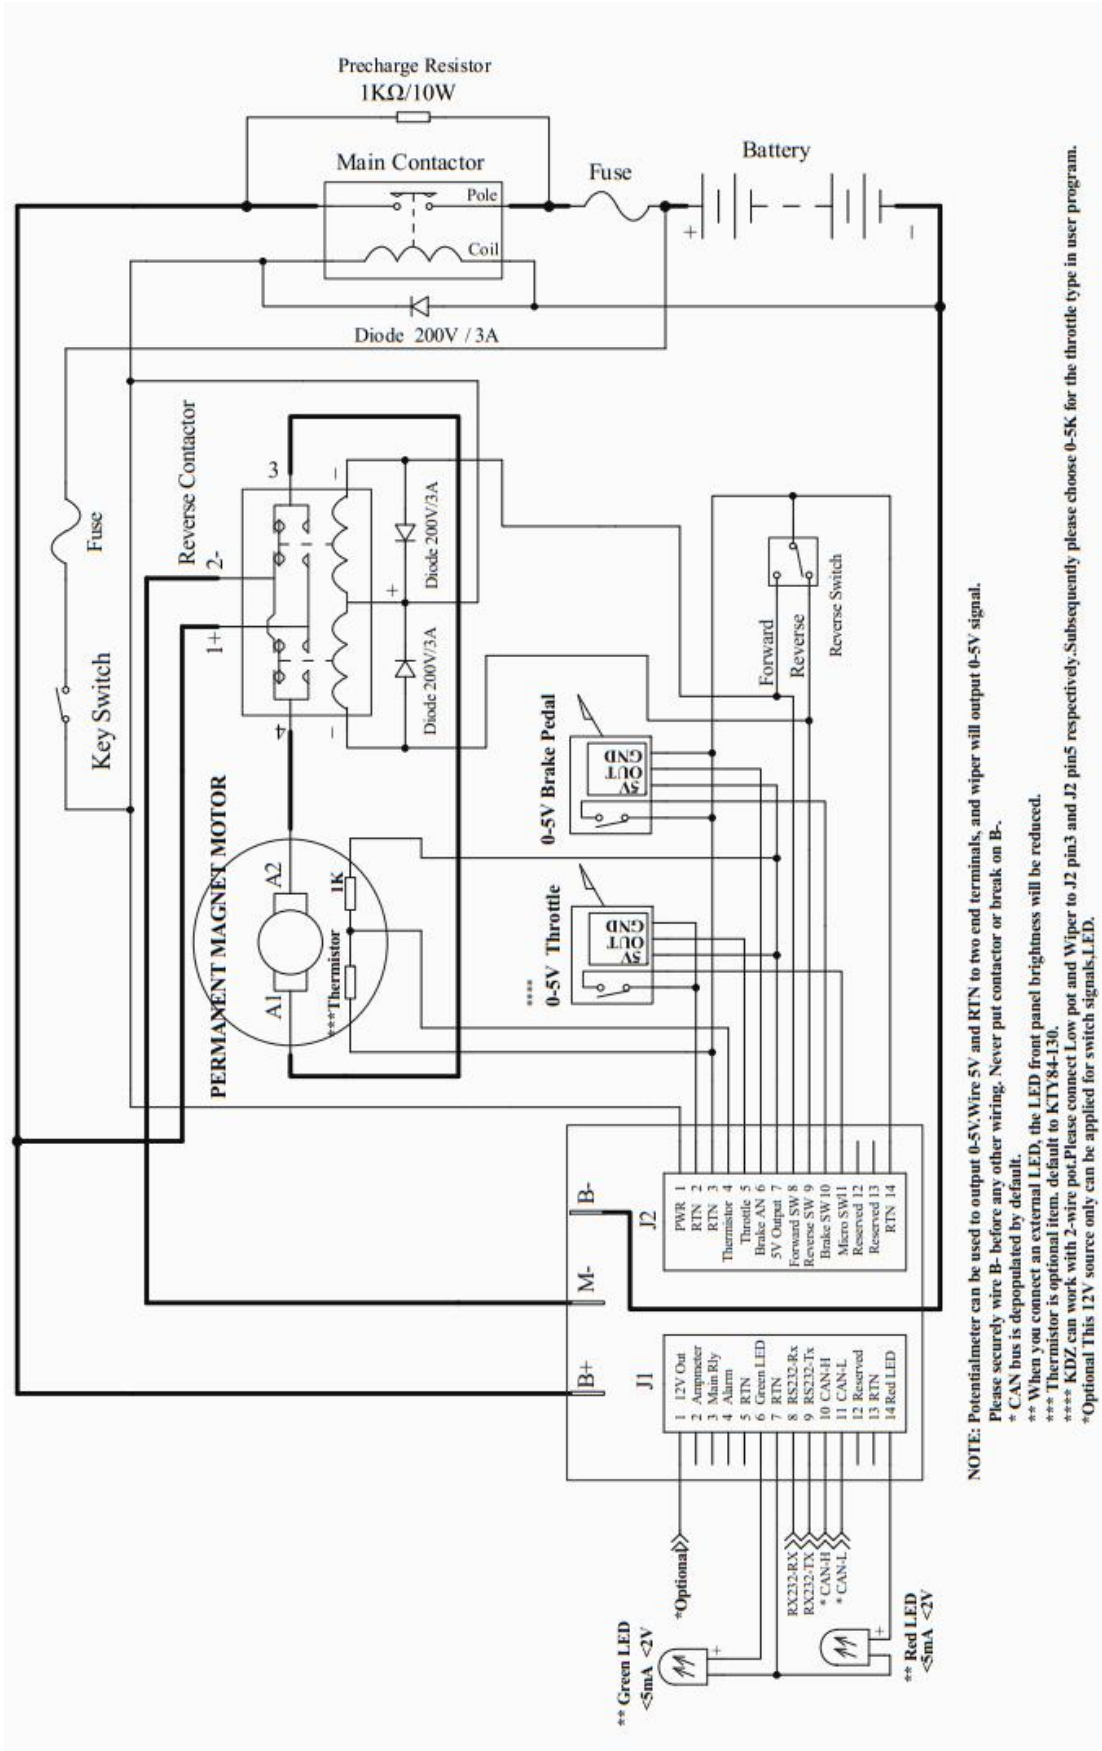 Precharge Resistor
1KΩ/10W
Main Contactor
Pole
Coil
Fuse
Battery
+
−
Diode 200V / 3A
Fuse
Key Switch
Reverse Contactor
3
2-
1+
4
−
+
−
Diode 200V/3A
Diode 200V/3A
PERMANENT MAGNET MOTOR
A2
A1
1K
***Thermistor
0-5V Brake Pedal
GND
OUT
5V
****
0-5V Throttle
GND
OUT
5V
Forward
Reverse
Reverse Switch
B-
M-
B+
J2
PWR 1
RTN 2
RTN 3
Thermistor 4
Throttle 5
Brake AN 6
5V Output 7
Forward SW 8
Reverse SW 9
Brake SW 10
Micro SW11
Reserved 12
Reserved 13
RTN 14
J1
1 12V Out
2 Ampmeter
3 Main Rly
4 Alarm
5 RTN
6 Green LED
7 RTN
8 RS232-Rx
9 RS232-Tx
10 CAN-H
11 CAN-L
12 Reserved
13 RTN
14 Red LED
*Optional
RX232-RX
RX232-TX
* CAN-H
* CAN-L
** Green LED
<5mA <2V
+
** Red LED
<5mA <2V
+
NOTE: Potentialmeter can be used to output 0-5V.Wire 5V and RTN to two end terminals, and wiper will output 0-5V signal.
Please securely wire B- before any other wiring. Never put contactor or break on B-.
* CAN bus is depopulated by default.
** When you connect an external LED, the LED front panel brightness will be reduced.
*** Thermistor is optional item. default to KTY84-130.
**** KDZ can work with 2-wire pot.Please connect Low pot and Wiper to J2 pin3 and J2 pin5 respectively.Subsequently please choose 0-5K for the throttle type in user program.
*Optional This 12V source only can be applied for switch signals,LED.